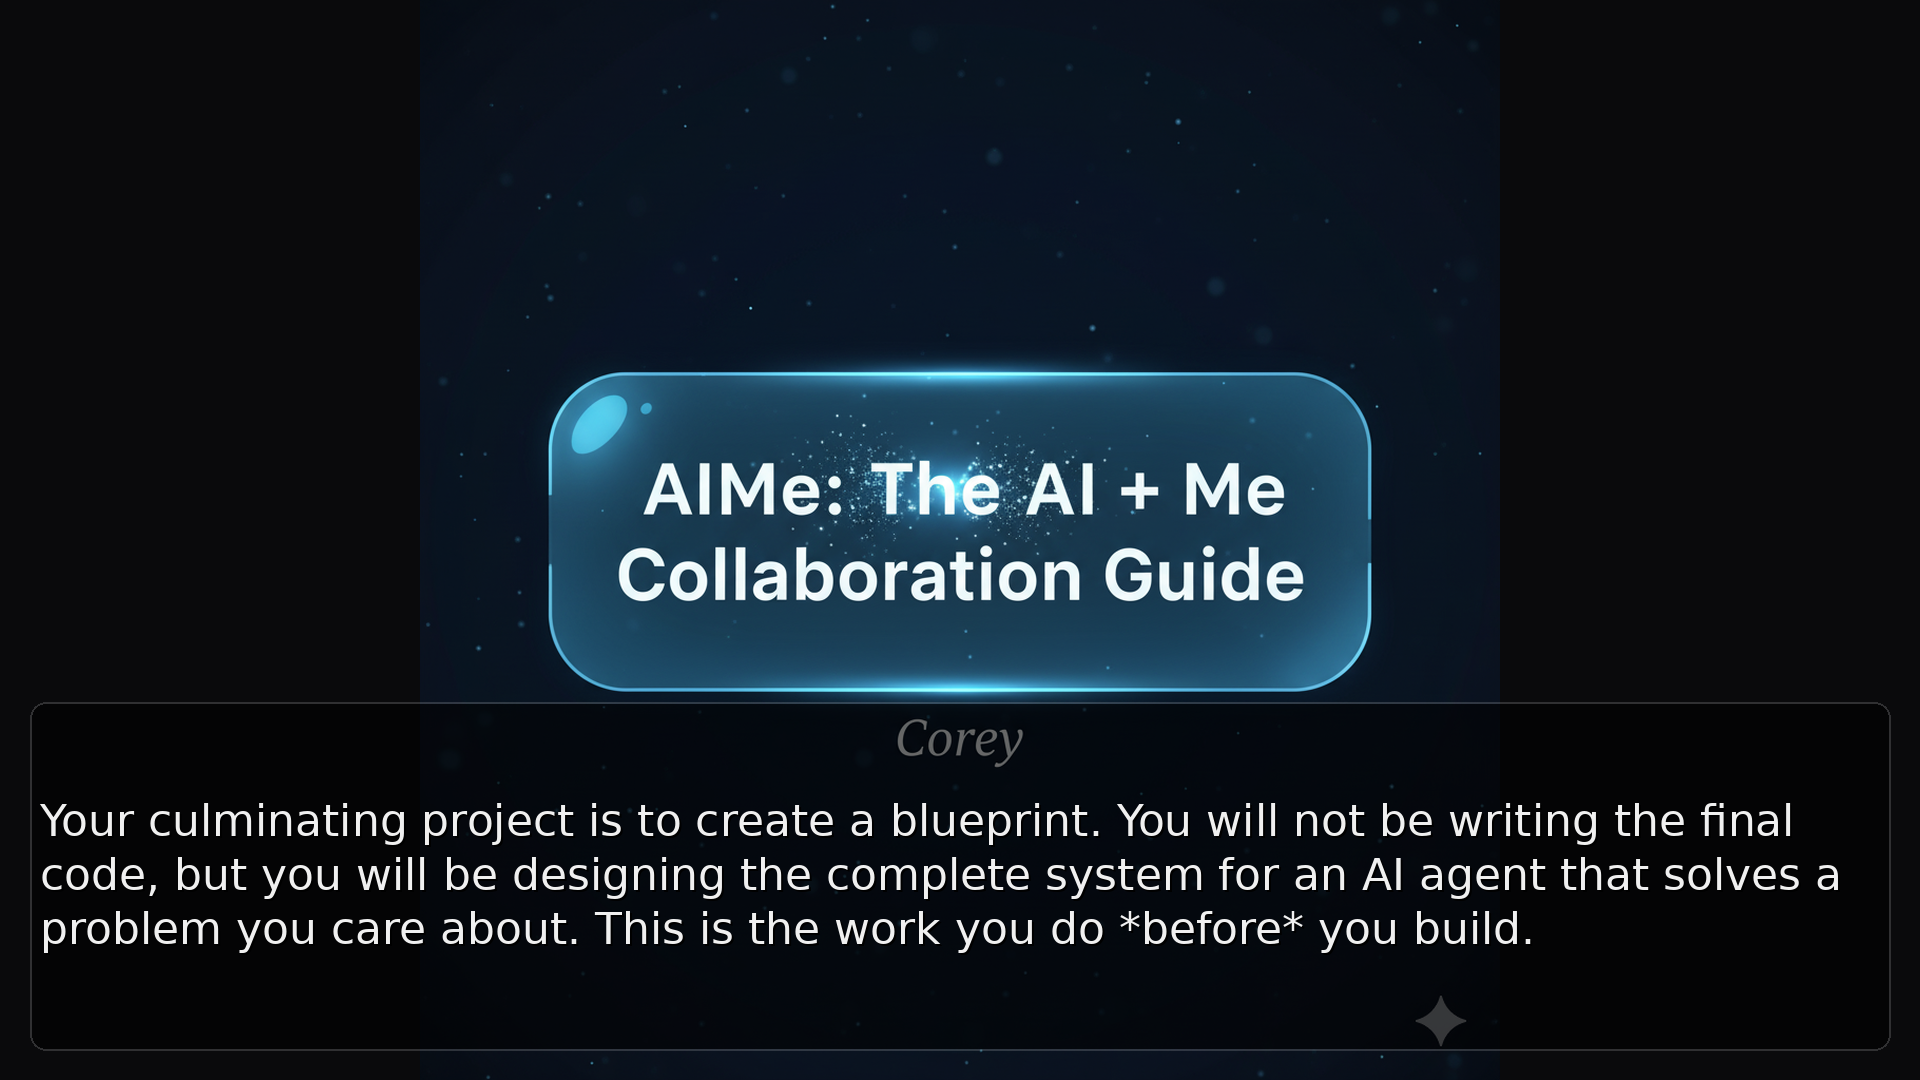 AIMe: The AI + Me
Collaboration Guide
Corey
Your culminating project is to create a blueprint. You will not be writing the final
code, but you will be designing the complete system for an AI agent that solves a
problem you care about. This is the work you do *before* you build.